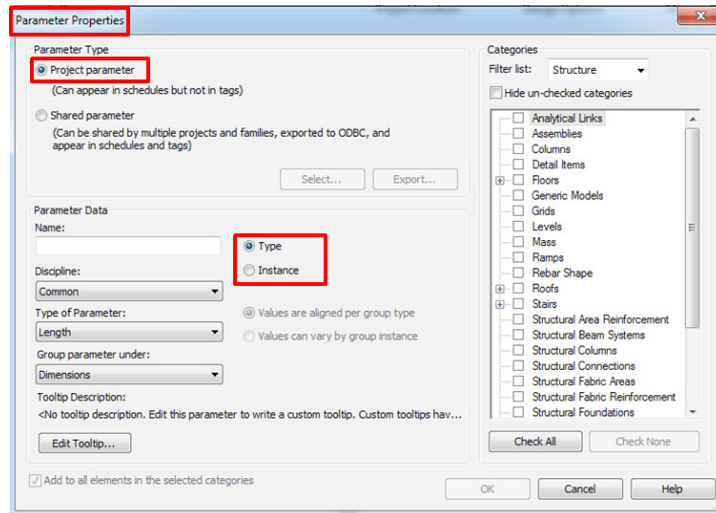 Parameter Properties
Parameter Type
Project parameter
(Can appear in schedules but not in tags)
Shared parameter
(Can be shared by multiple projects and families, exported to ODBC, and
appear in schedules and tags)
Select...
Export...
Parameter Data
Name:
Type
Instance
Discipline:
Common
Type of Parameter:
Values are aligned per group type
Length
Values can vary by group instance
Group parameter under:
Dimensions
Tooltip Description:
<No tooltip description. Edit this parameter to write a custom tooltip. Custom tooltips hav...
Edit Tooltip...
Add to all elements in the selected categories
Categories
Filter list:
Structure
Hide un-checked categories
Analytical Links
Assemblies
Columns
Detail Items
Floors
Generic Models
Grids
Levels
Mass
Ramps
Rebar Shape
Roofs
Stairs
Structural Area Reinforcement
Structural Beam Systems
Structural Columns
Structural Connections
Structural Fabric Areas
Structural Fabric Reinforcement
Structural Foundations
Check All
Check None
OK
Cancel
Help